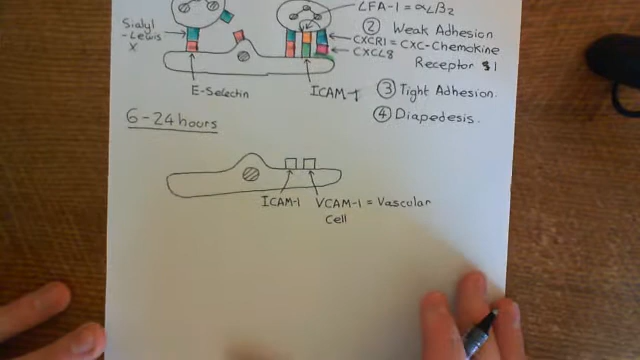 LFA-1 = αLβ2
② Weak Adhesion
Sialyl
-Lewis
X
CXCR1 = CXC-Chemokine
Receptor 1
CXCL8
E-Selectin
ICAM-1
③ Tight Adhesion.
④ Diapedesis.
6-24 hours
ICAM-1
VCAM-1 = Vascular
Cell